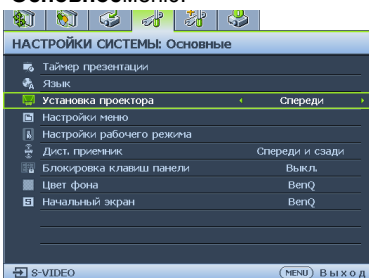 Основноеменю:
НАСТРОЙКИ СИСТЕМЫ: Основные
Таймер презентации
Язык
Установка проектора Спереди
Настройки меню
Настройки рабочего режима
Дист. приемник Спереди и сзади
Блокировка клавиш панели Выкл.
Цвет фона BenQ
Начальный экран BenQ
S-VIDEO MENU Выход